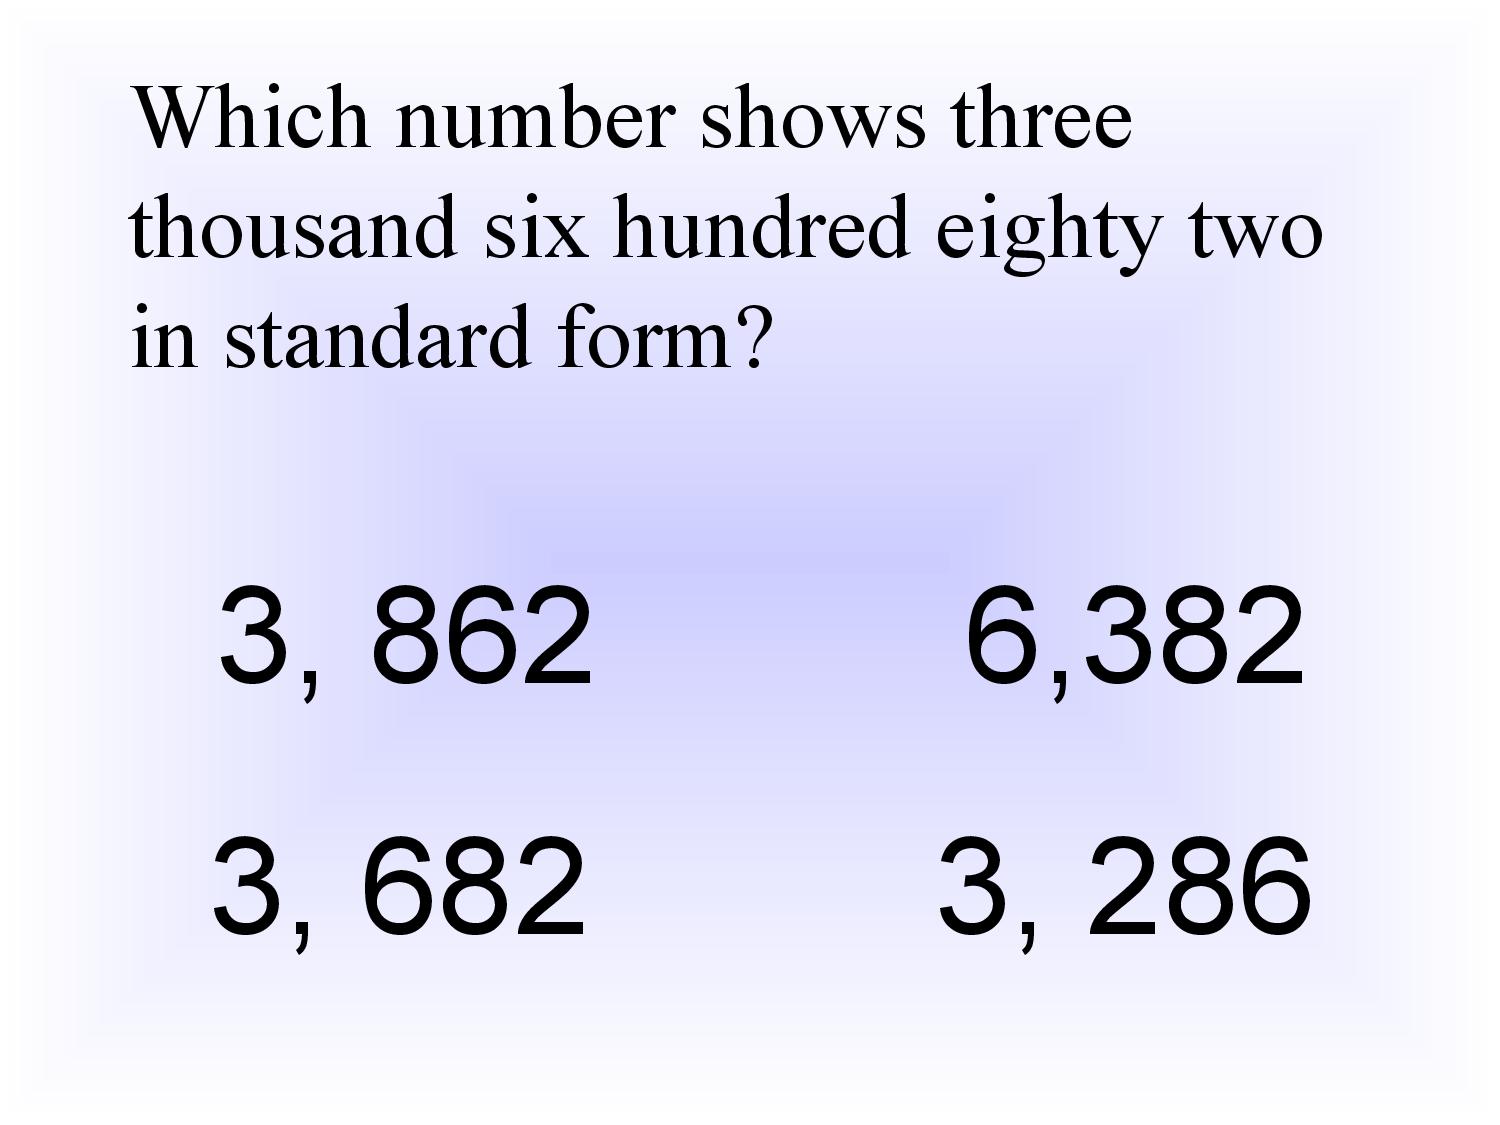 Which number shows three
thousand six hundred eighty two
in standard form?
3, 862 6,382
3, 682 3, 286